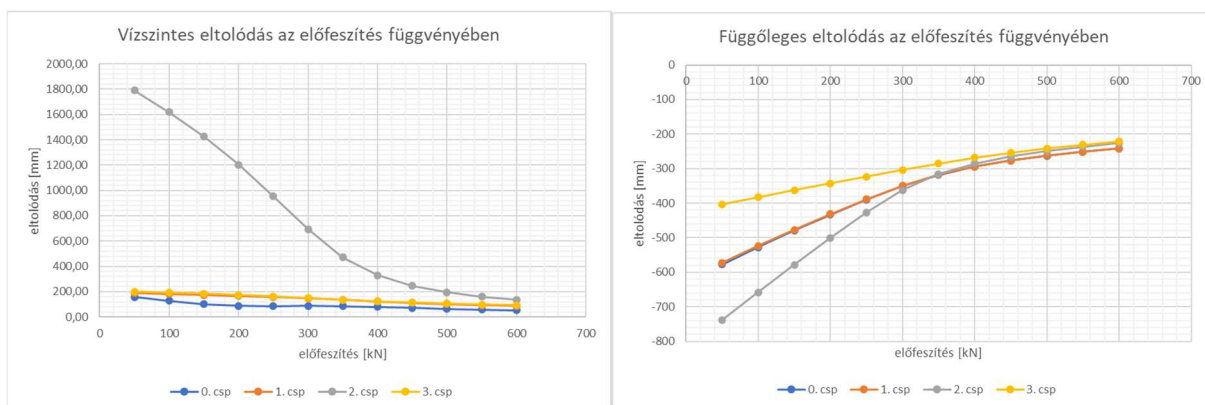 Vízszintes eltolódás az előfeszítés függvényében
eltolódás [mm]
2000,00
1800,00
1600,00
1400,00
1200,00
1000,00
800,00
600,00
400,00
200,00
0,00
0 100 200 300 400 500 600 700
előfeszítés [kN]
0. csp 1. csp 2. csp 3. csp
Függőleges eltolódás az előfeszítés függvényében
eltolódás [mm]
0 100 200 300 400 500 600 700
0
-100
-200
-300
-400
-500
-600
-700
-800
előfeszítés [kN]
0. csp 1. csp 2. csp 3. csp